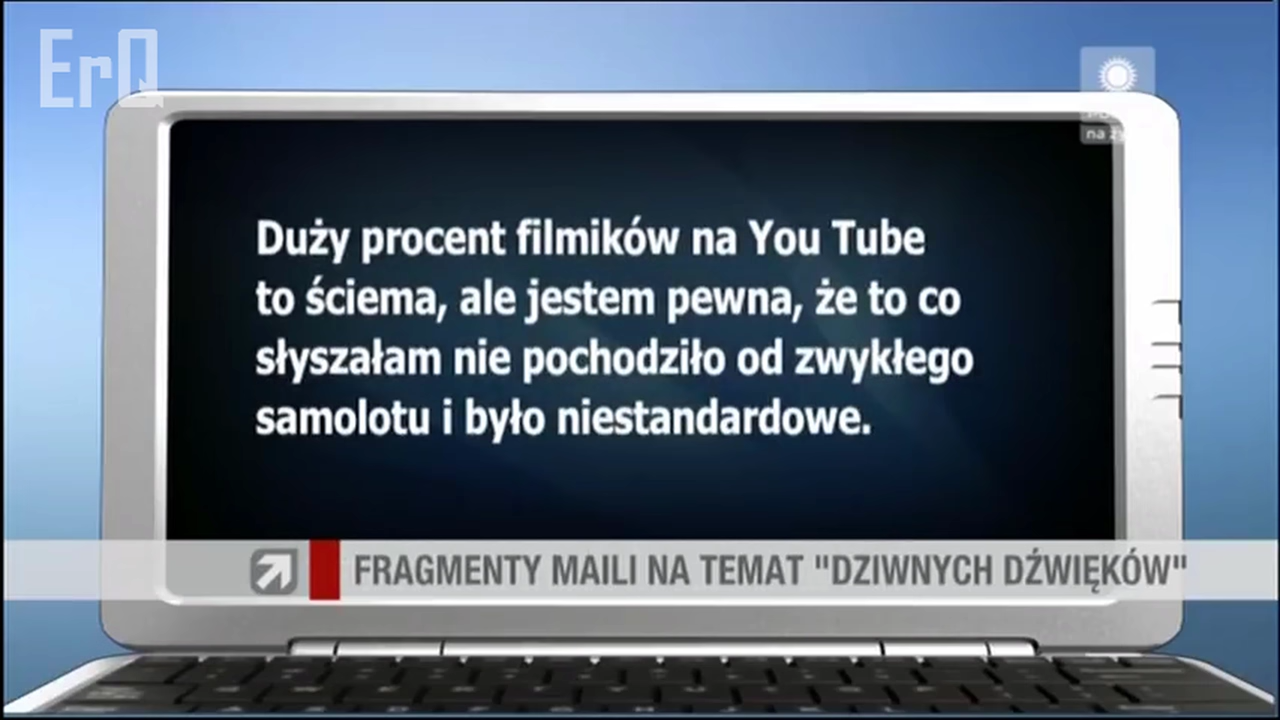 ErQ
na ż
Duży procent filmików na You Tube
to ściema, ale jestem pewna, że to co
słyszałam nie pochodziło od zwykłego
samolotu i było niestandardowe.
FRAGMENTY MAILI NA TEMAT "DZIWNYCH DŹWIĘKÓW"